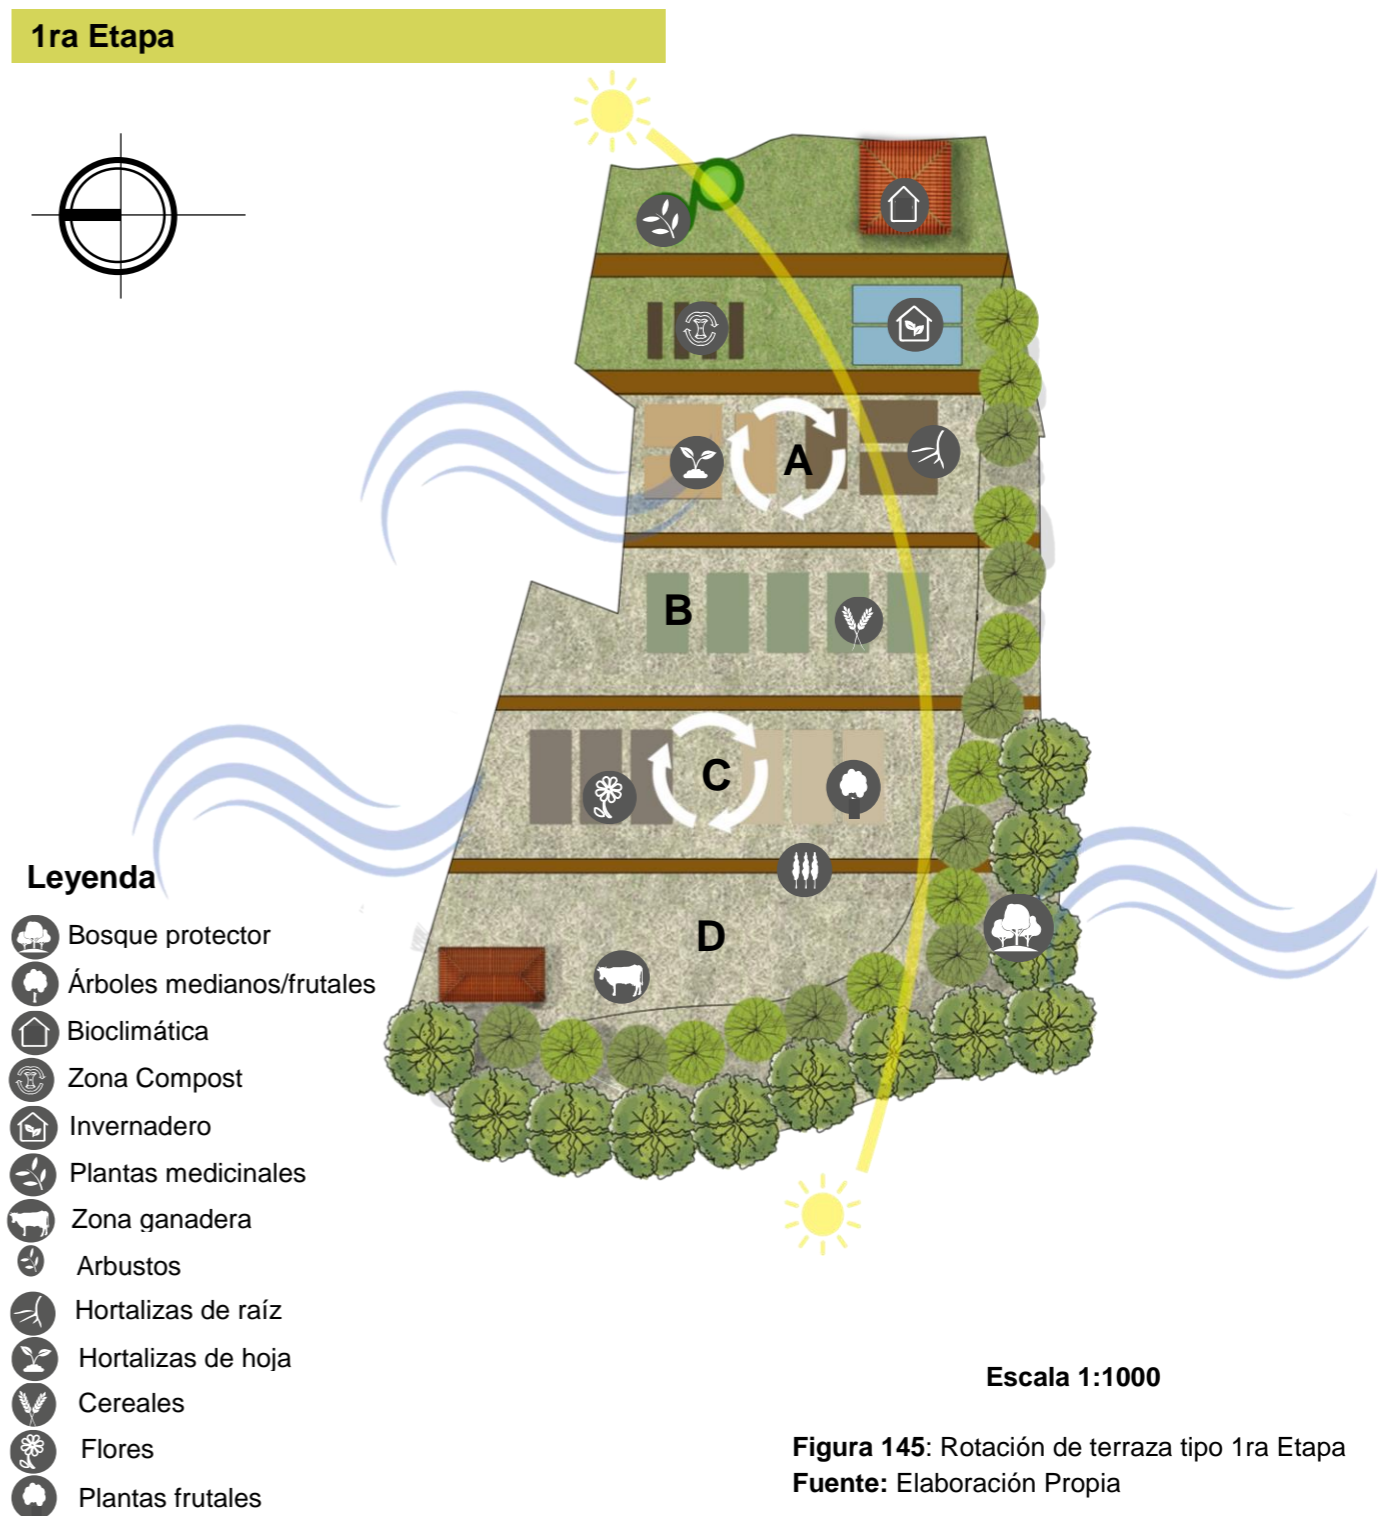 1ra Etapa
A
B
C
D
Leyenda
Bosque protector
Árboles medianos/frutales
Bioclimática
Zona Compost
Invernadero
Plantas medicinales
Zona ganadera
Arbustos
Hortalizas de raíz
Hortalizas de hoja
Cereales
Flores
Plantas frutales
Escala 1:1000
Figura 145: Rotación de terraza tipo 1ra Etapa
Fuente: Elaboración Propia